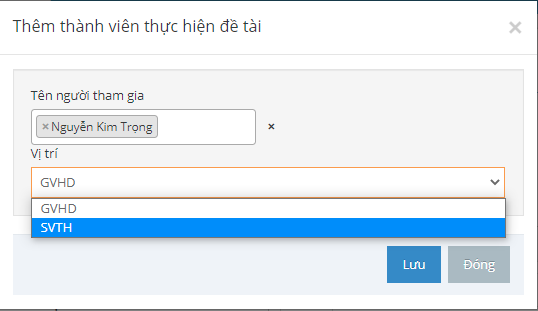 Thêm thành viên thực hiện đề tài
×
Tên người tham gia
×Nguyễn Kim Trọng ×
Vị trí
GVHD
GVHD
SVTH
Lưu Đóng